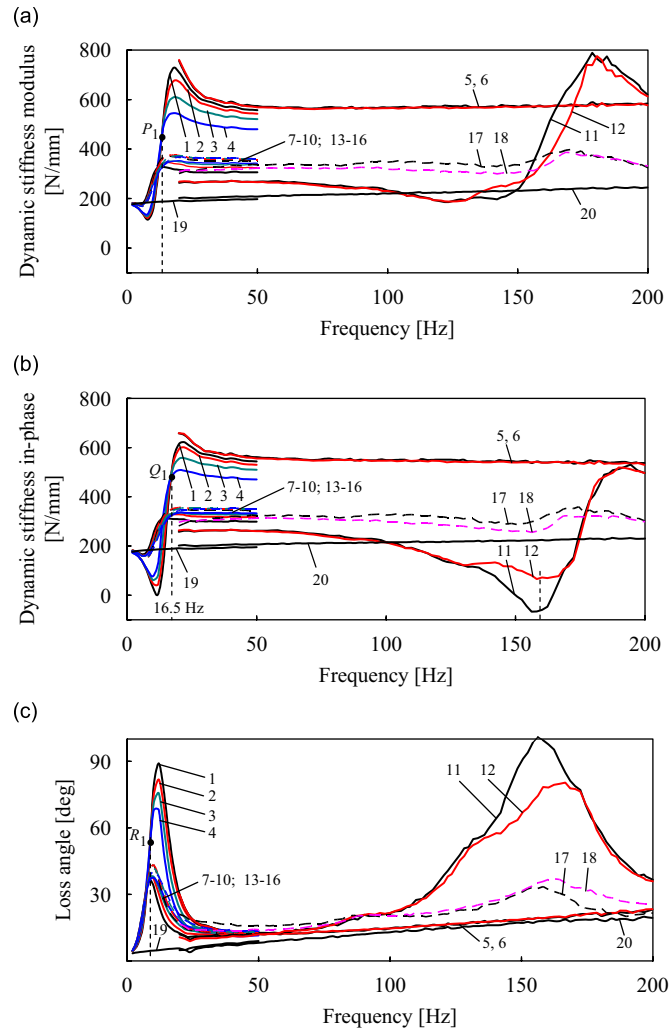 (a)
Dynamic stiffness modulus
[N/mm]
800
600
400
200
0
P1
1 2 3 4
7-10; 13-16
5, 6
17 18
11
12
19
20
0 50 100 150 200
Frequency [Hz]
(b)
Dynamic stiffness in-phase
[N/mm]
800
600
400
200
0
Q1
1 2 3 4
7-10; 13-16
5, 6
17 18
11 12
19
20
16.5 Hz
0 50 100 150 200
Frequency [Hz]
(c)
Loss angle [deg]
90
60
30
R1
1
2
3
4
7-10; 13-16
11 12
17 18
19
5, 6
20
0 50 100 150 200
Frequency [Hz]